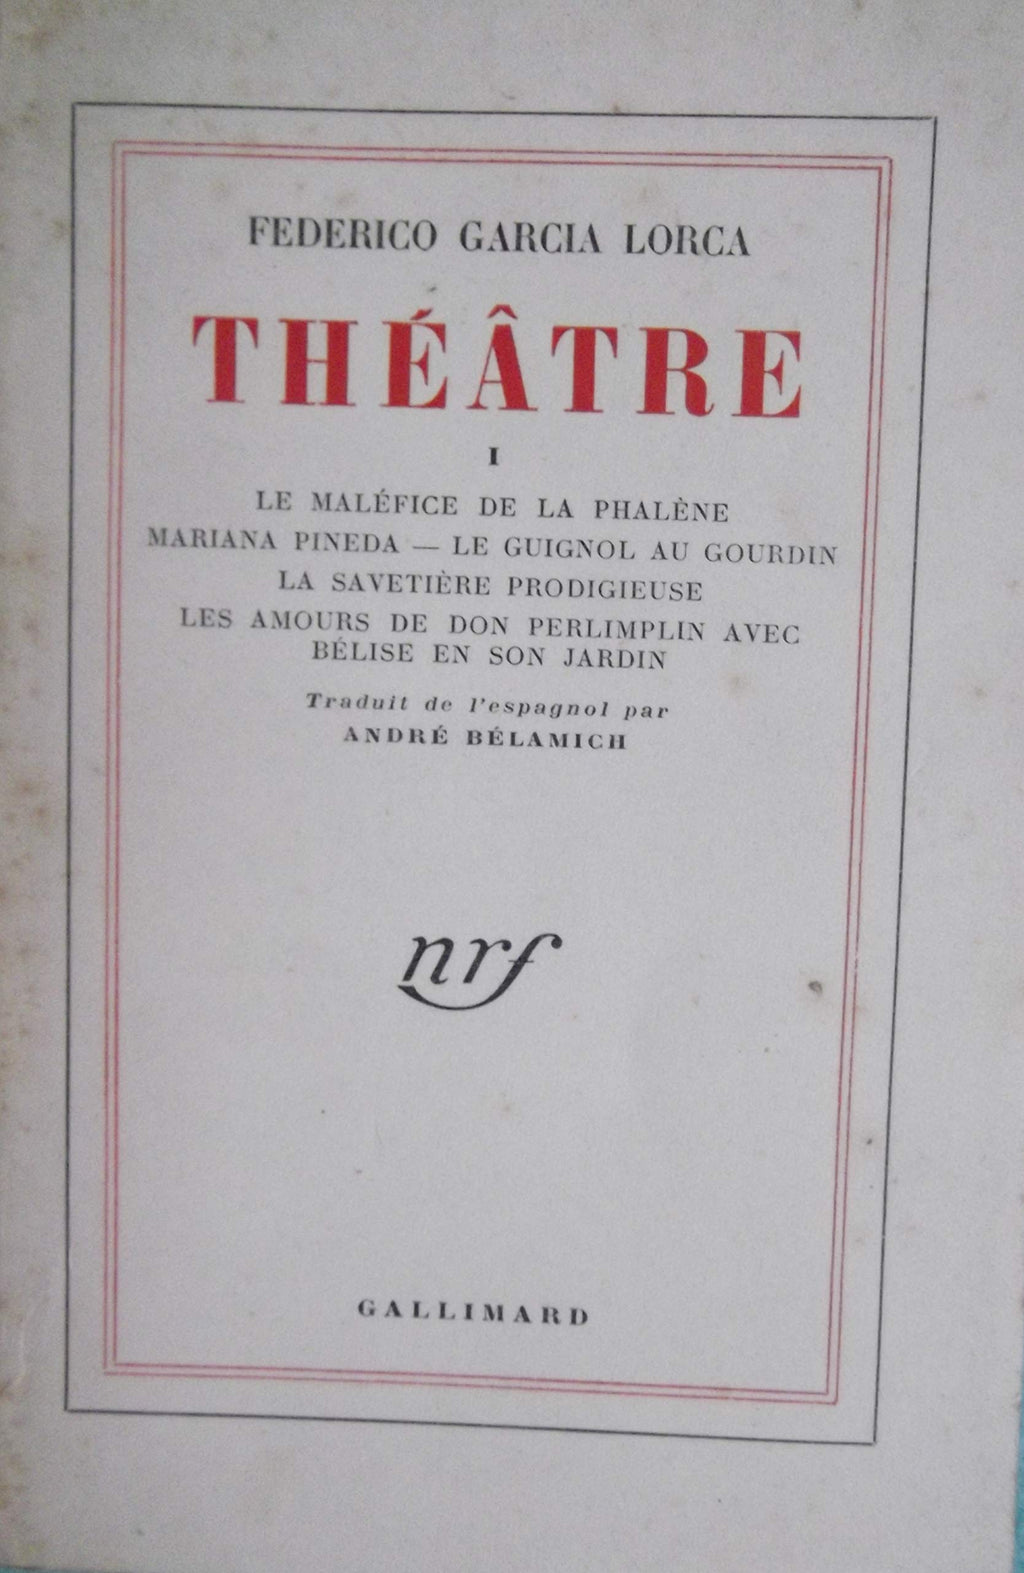 FEDERICO GARCIA LORCA
THÉÂTRE
I
LE MALÉFICE DE LA PHALÈNE
MARIANA PINEDA — LE GUIGNOL AU GOURDIN
LA SAVETIÈRE PRODIGIEUSE
LES AMOURS DE DON PERLIMPLIN AVEC
BÉLISE EN SON JARDIN
Traduit de l'espagnol par
ANDRÉ BÉLAMICH
nrf
GALLIMARD